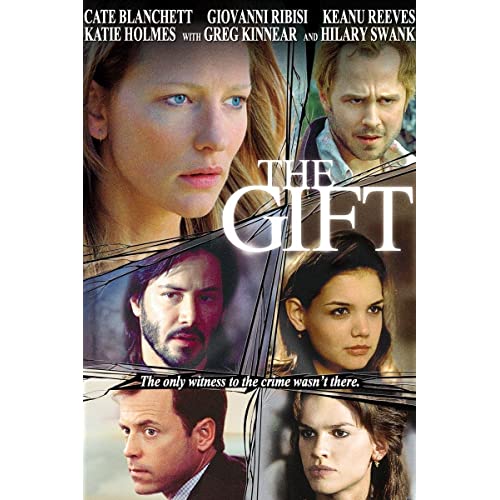 CATE BLANCHETT GIOVANNI RIBISI KEANU REEVES
KATIE HOLMES WITH GREG KINNEAR AND HILARY SWANK
THE
GIFT
The only witness to the crime wasn't there.